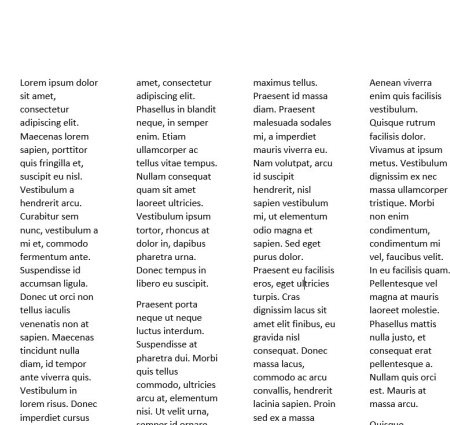 Lorem ipsum dolor
sit amet,
consectetur
adipiscing elit.
Maecenas lorem
sapien, porttitor
quis fringilla et,
suscipit eu nisl.
Vestibulum a
hendrerit arcu.
Curabitur sem
nunc, vestibulum a
mi et, commodo
fermentum ante.
Suspendisse id
accumsan ligula.
Donec ut orci non
tellus iaculis
venenatis non at
sapien. Maecenas
tincidunt nulla
diam, id tempor
ante viverra quis.
Vestibulum in
lorem risus. Donec
imperdiet cursus
amet, consectetur
adipiscing elit.
Phasellus in blandit
neque, in semper
enim. Etiam
ullamcorper ac
tellus vitae tempus.
Nullam consequat
quam sit amet
laoreet ultricies.
Vestibulum ipsum
tortor, rhoncus at
dolor in, dapibus
pharetra urna.
Donec tempus in
libero eu suscipit.
Praesent porta
neque ut neque
luctus interdum.
Suspendisse at
pharetra dui. Morbi
quis tellus
commodo, ultricies
arcu at, elementum
nisi. Ut velit urna,
semper id ornare
maximus tellus.
Praesent id massa
diam. Praesent
malesuada sodales
mi, a imperdiet
mauris viverra eu.
Nam volutpat, arcu
id suscipit
hendrerit, nisl
sapien vestibulum
mi, ut elementum
odio magna et
sapien. Sed eget
purus dolor.
Praesent eu facilisis
eros, eget ultricies
turpis. Cras
dignissim lacus sit
amet elit finibus, eu
gravida nisl
consequat. Donec
massa lacus,
commodo ac arcu
convallis, hendrerit
lacinia sapien. Proin
sed ex a massa
Aenean viverra
enim quis facilisis
vestibulum.
Quisque rutrum
facilisis dolor.
Vivamus at ipsum
metus. Vestibulum
dignissim ex nec
massa ullamcorper
tristique. Morbi
non enim
condimentum,
condimentum mi
vel, faucibus velit.
In eu facilisis quam.
Pellentesque vel
magna at mauris
laoreet molestie.
Phasellus mattis
nulla justo, et
consequat erat
pellentesque a.
Nullam quis orci
est. Mauris at
massa arcu.
Quisque